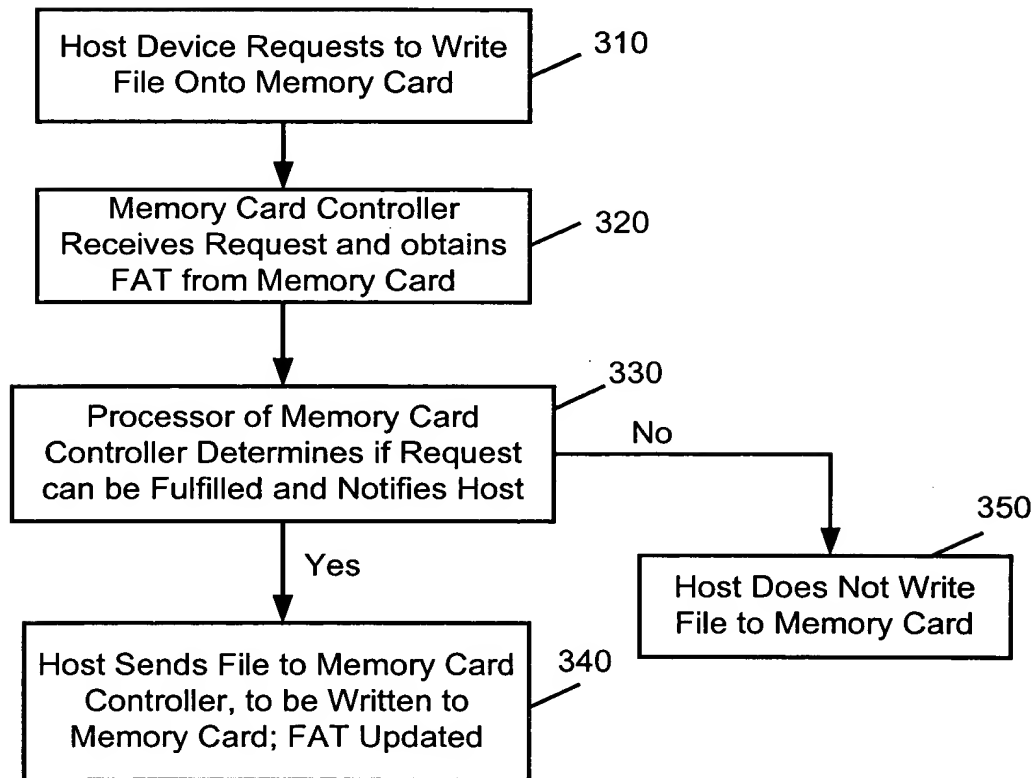 Host Device Requests to Write
File Onto Memory Card
310
Memory Card Controller
Receives Request and obtains
FAT from Memory Card
320
Processor of Memory Card
Controller Determines if Request
can be Fulfilled and Notifies Host
330
No
350
Yes
Host Does Not Write
File to Memory Card
Host Sends File to Memory Card
Controller, to be Written to
Memory Card; FAT Updated
340